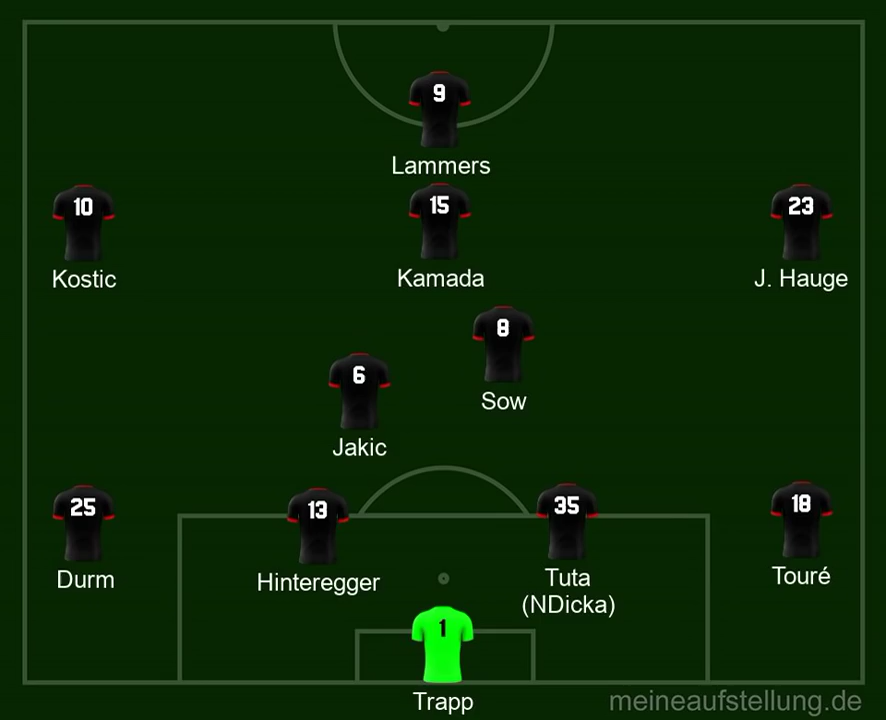 9
Lammers
10
Kostic
15
Kamada
23
J. Hauge
8
Sow
6
Jakic
25
Durm
13
Hinteregger
35
Tuta
(NDicka)
18
Touré
1
Trapp
meineaufstellung.de